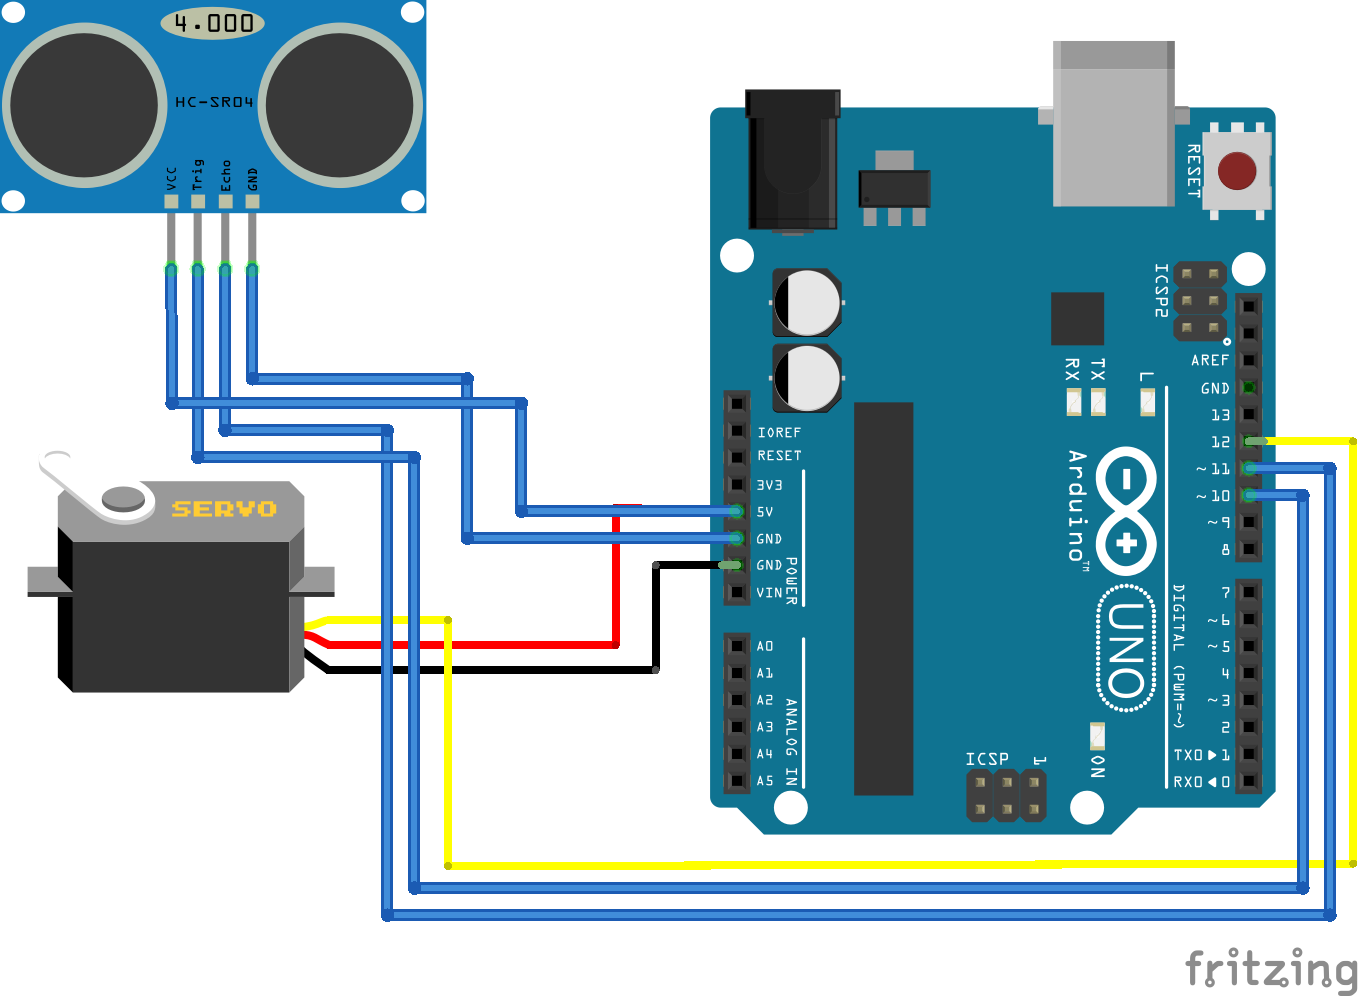 4.000
HC-SR04
VCC
Trig
Echo
GND
SERVO
RESET
ICSP2
AREF
GND
13
12
~11
~10
~9
8
7
~6
~5
4
~3
2
TX0▶1
RX0◀0
RX
TX
L
IOREF
RESET
3V3
5V
GND
GND
VIN
POWER
A0
A1
A2
A3
A4
A5
ANALOG IN
Arduino™
UNO
DIGITAL (PWM=~)
ICSP
1
ON
fritzing